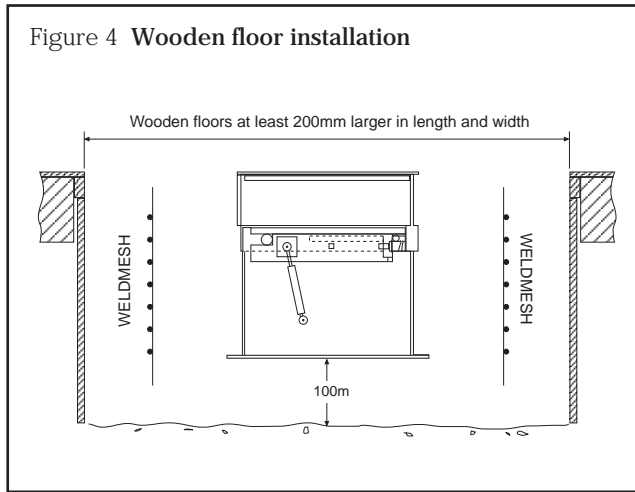 Figure 4 Wooden floor installation
Wooden floors at least 200mm larger in length and width
WELDMESH
WELDMESH
100m